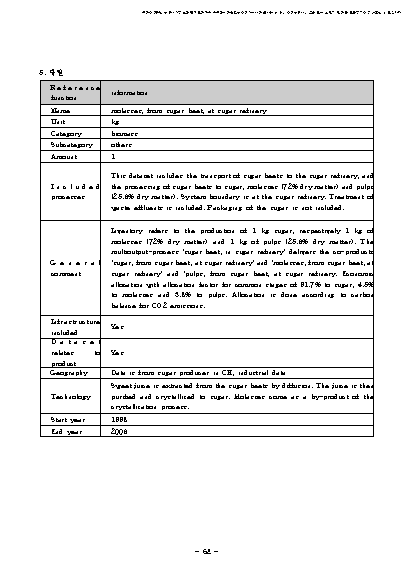 5. 당밀
Reference function
information
Name
molasses, from sugar beet, at sugar refinery
Unit
kg
Category
biomass
Subcategory
others
Amount
1
Included processes
This dataset includes the transport of sugar beets to the sugar refinery, and
the processing of sugar beets to sugar, molasses (72% dry matter) and pulps
(25.8% dry matter). System boundary is at the sugar refinery. Treatment of
waste effluents is included. Packaging of the sugar is not included.
General comment
Inventory refers to the production of 1 kg sugar, respectively 1 kg of
molasses (72% dry matter) and 1 kg of pulps (25.8% dry matter). The
multioutput-process 'sugar beet, in sugar refinery' delivers the co-products
'sugar, from sugar beet, at sugar refinery' and 'molasses, from sugar beet, at
sugar refinery' and 'pulps, from sugar beet, at sugar refinery'. Economic
allocation with allocation factor for common stages of 91.7% to sugar, 4.5%
to molasses and 3.8% to pulps. Allocation is done according to carbon
balance for CO2 emissions.
Infrastructure
included
Yes
Dataset
relates to
product
Yes
Geography
Data is from sugar producer in CH, industrial data
Technology
Sweet juice is extracted from the sugar beets by diffusion. The juice is then
purified and crystallised to sugar. Molasses comes as a by-product of the
crystallisation process.
Start year
1998
End year
2006
- 62 -